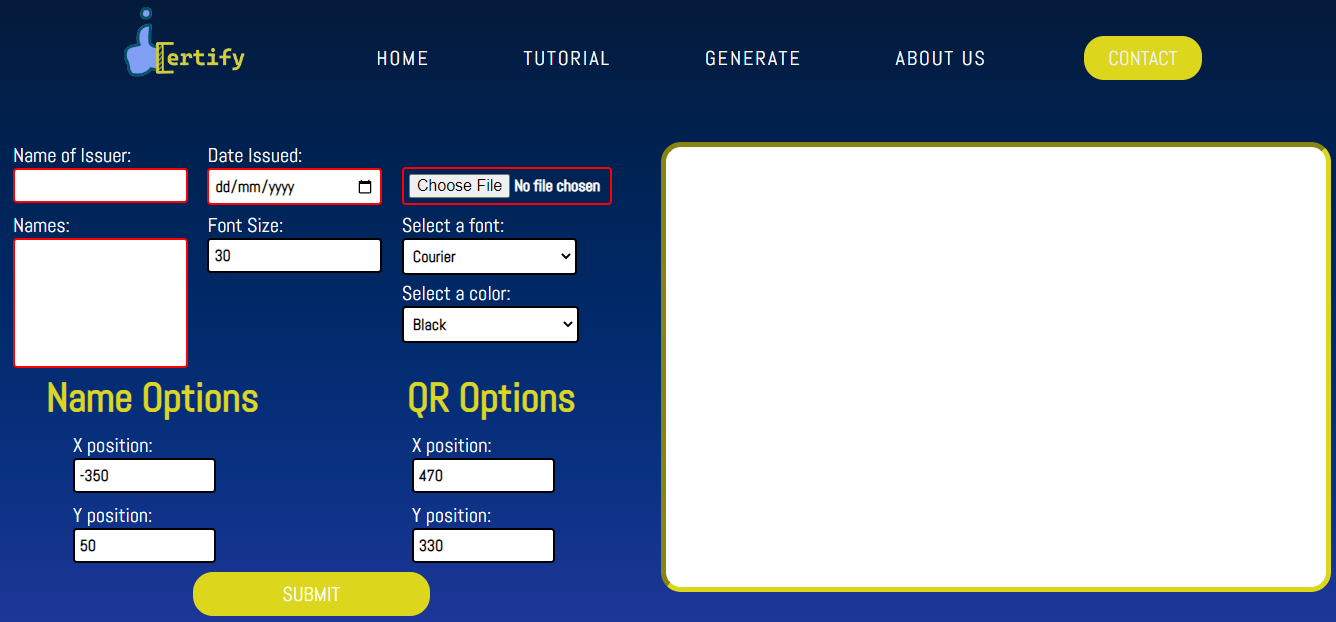 ertify
HOME
TUTORIAL
GENERATE
ABOUT US
CONTACT
Name of Issuer:
Date Issued:
dd/mm/yyyy
Choose File No file chosen
Names:
Font Size:
30
Select a font:
Courier
Select a color:
Black
Name Options
X position:
-350
Y position:
50
QR Options
X position:
470
Y position:
330
SUBMIT